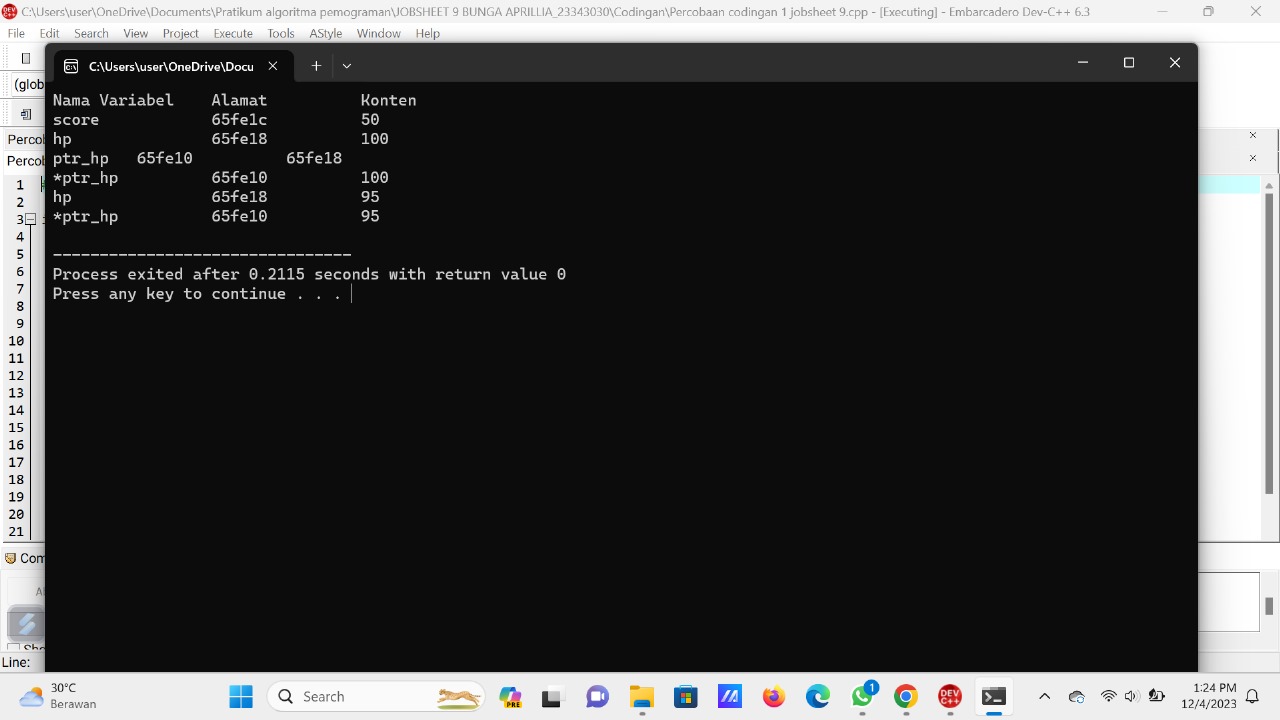 C:\Users\user\OneDrive\Documents\Pratikum algoritma pemograman\JOBSHEET 9 BUNGA APRILLIA_23343030\Codingan\Percobaan codingan 1 jobsheet 9.cpp - [Executing] - Embarcadero Dev-C++ 6.3
File Edit Search View Project Execute Tools AStyle Window Help
C:\Users\user\OneDrive\Docu
(glob
Nama Variabel Alamat Konten
score 65fe1c 50
hp 65fe18 100
ptr_hp 65fe10 65fe18
*ptr_hp 65fe10 100
hp 65fe18 95
*ptr_hp 65fe10 95
--------------------------------
Process exited after 0.2115 seconds with return value 0
Press any key to continue . . .
Percob
Percob
1
2
3
4
5
6
7
8
9
10
11
12
13
14
15
16
17
18
19
20
21
Com
Line:
30°C
Berawan
Search
PRE
1
DEV C++
1:24 PM
12/4/2023